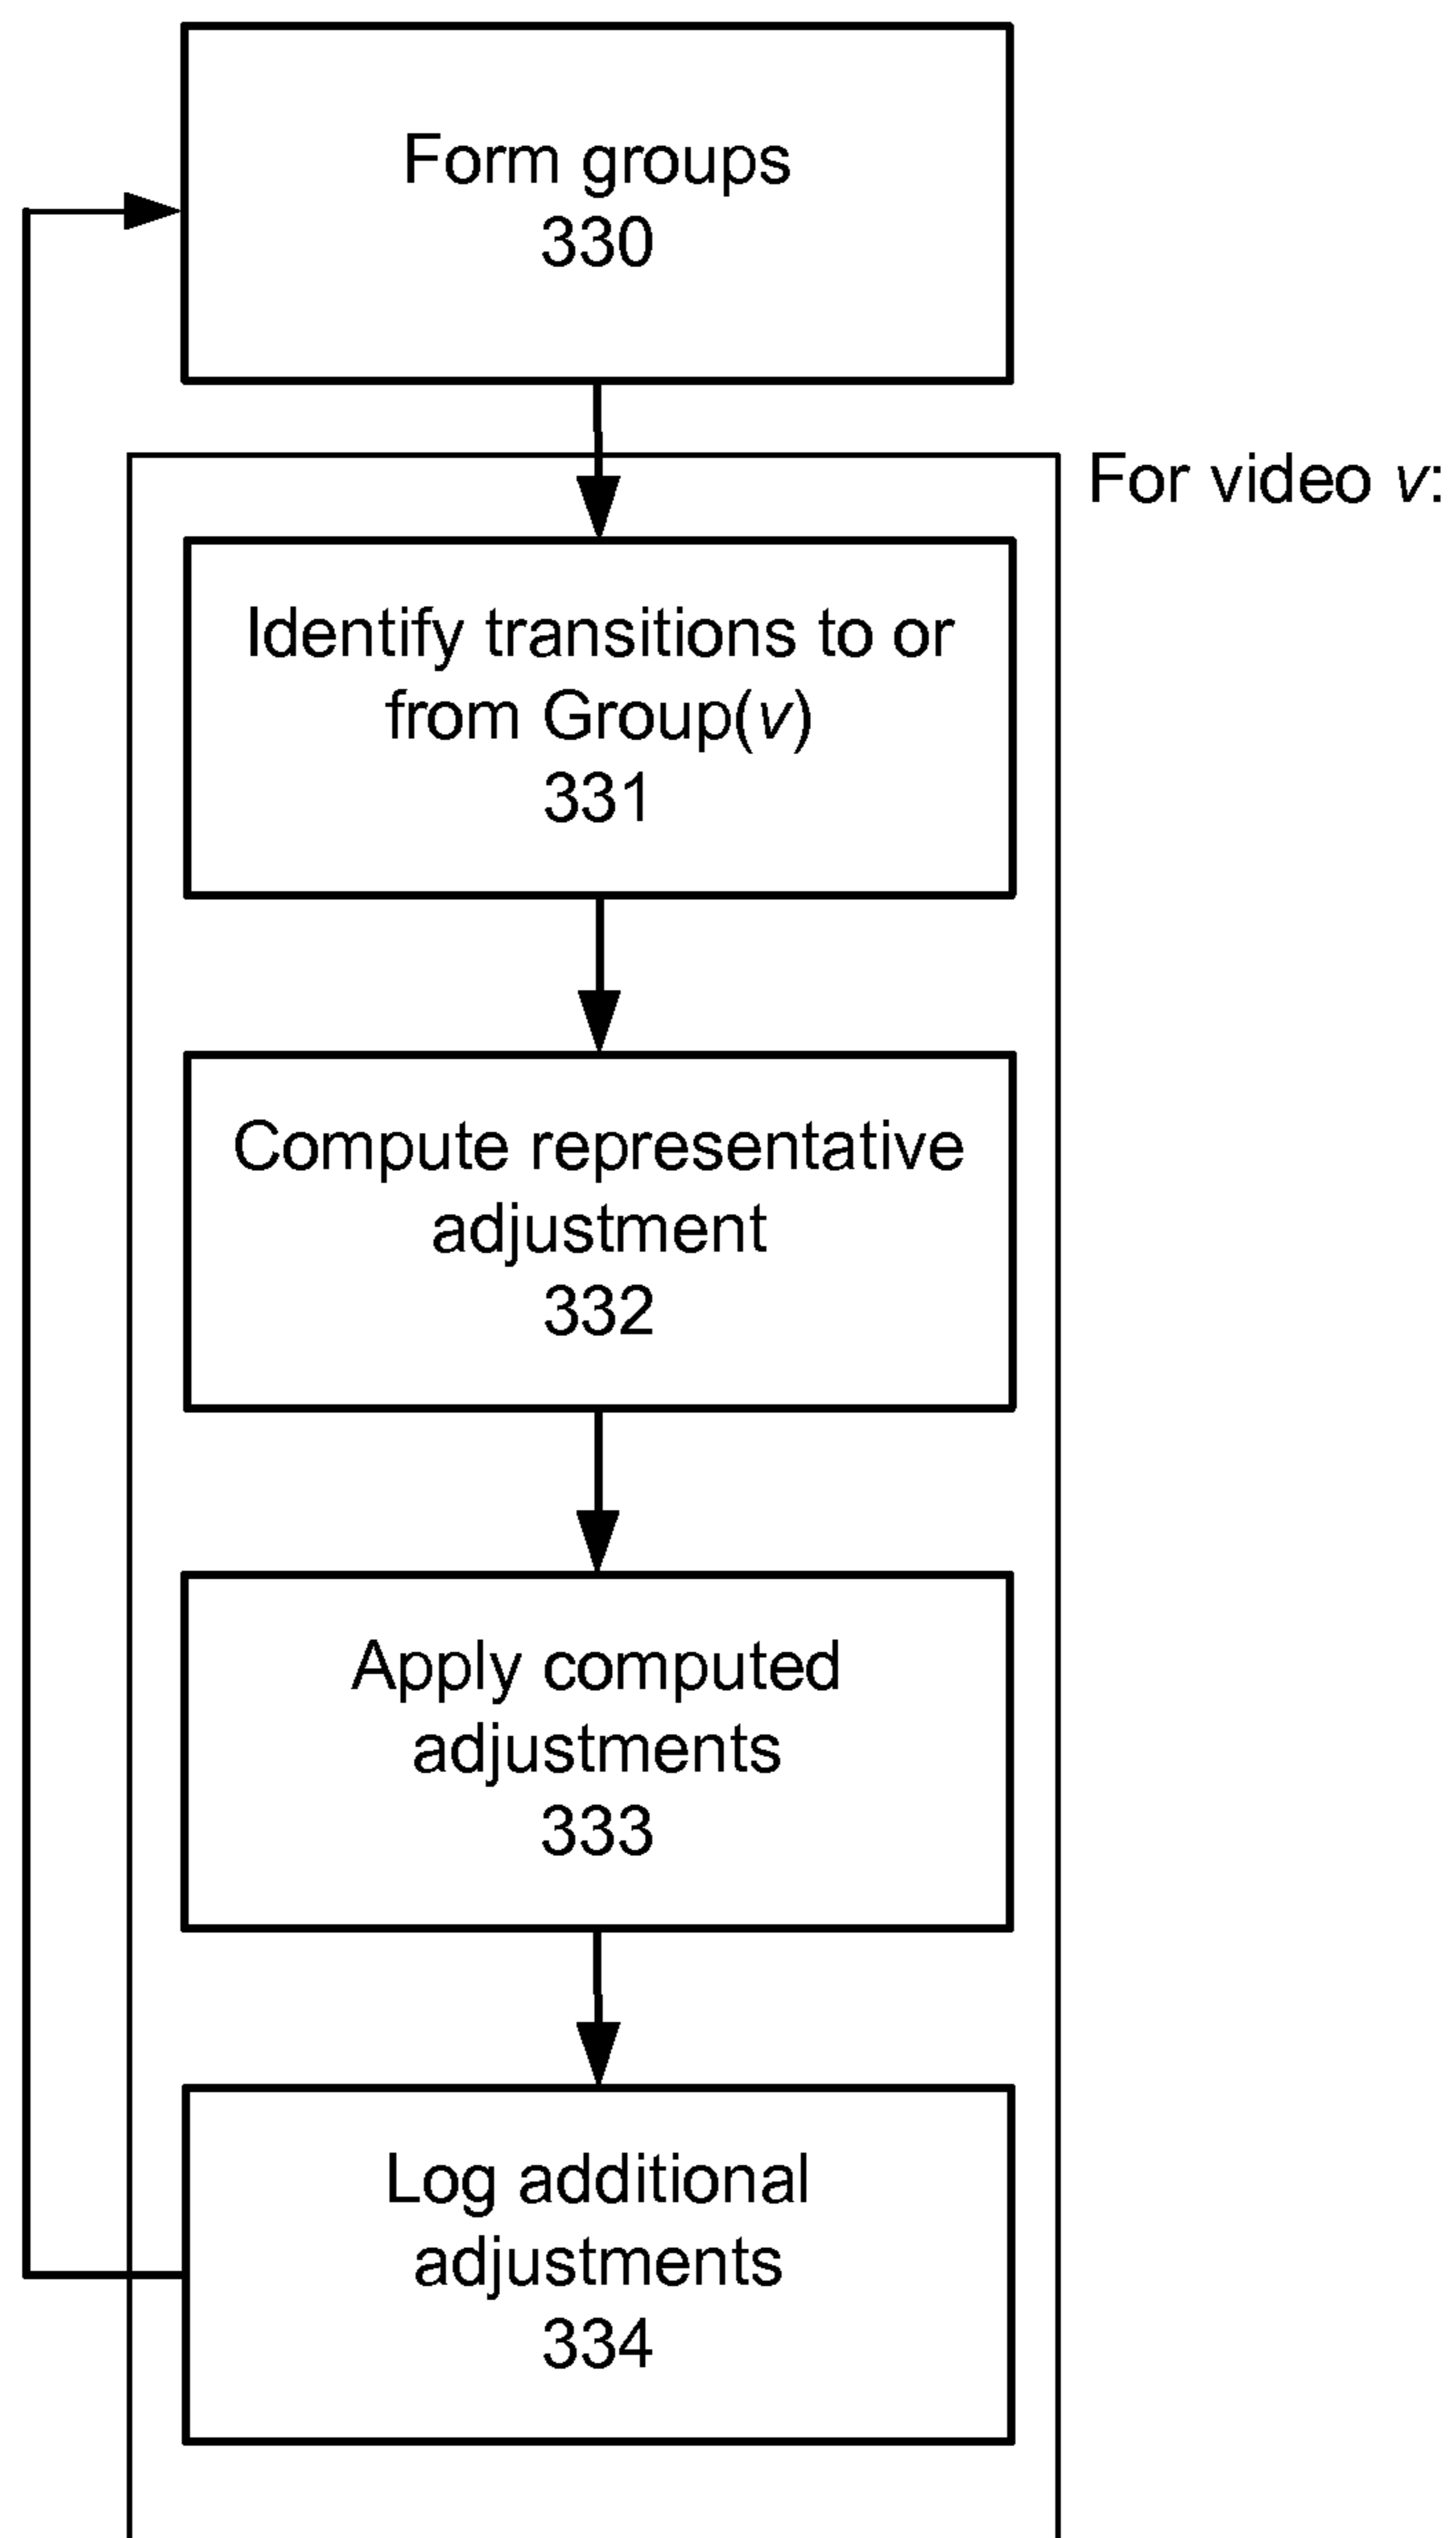 Form groups
330
For video v:
Identify transitions to or
from Group(v)
331
Compute representative
adjustment
332
Apply computed
adjustments
333
Log additional
adjustments
334